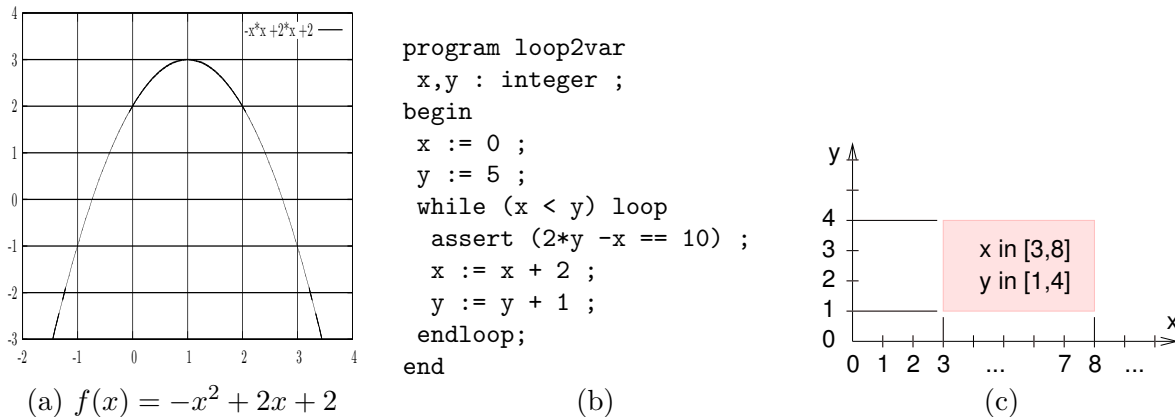 4
3
2
1
0
-1
-2
-3
-2 -1 0 1 2 3 4
-x*x +2*x +2
(a) f(x) = −x² + 2x + 2
program loop2var
x,y : integer ;
begin
x := 0 ;
y := 5 ;
while (x < y) loop
assert (2*y -x == 10) ;
x := x + 2 ;
y := y + 1 ;
endloop;
end
(b)
y
4
3
2
1
0
x in [3,8]
y in [1,4]
x
0 1 2 3 ... 7 8 ...
(c)